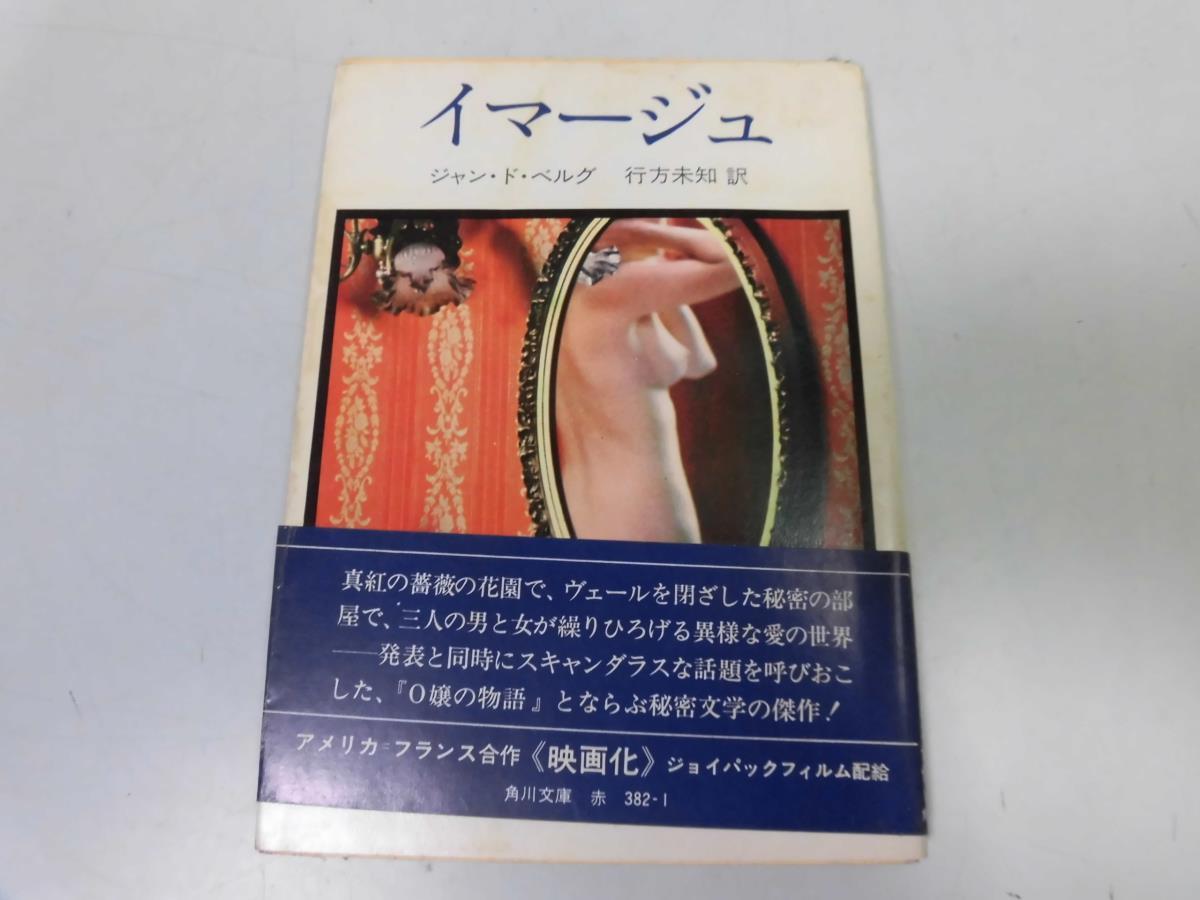 イマージュ
ジャン・ド・ベルグ 行方未知 訳
真紅の薔薇の花園で、ヴェールを閉ざした秘密の部
屋で、三人の男と女が繰りひろげる異様な愛の世界
──発表と同時にスキャンダラスな話題を呼びおこ
した、『O嬢の物語』とならぶ秘密文学の傑作!
アメリカ=フランス合作《映画化》ジョイパックフィルム配給
角川文庫 赤 382-1